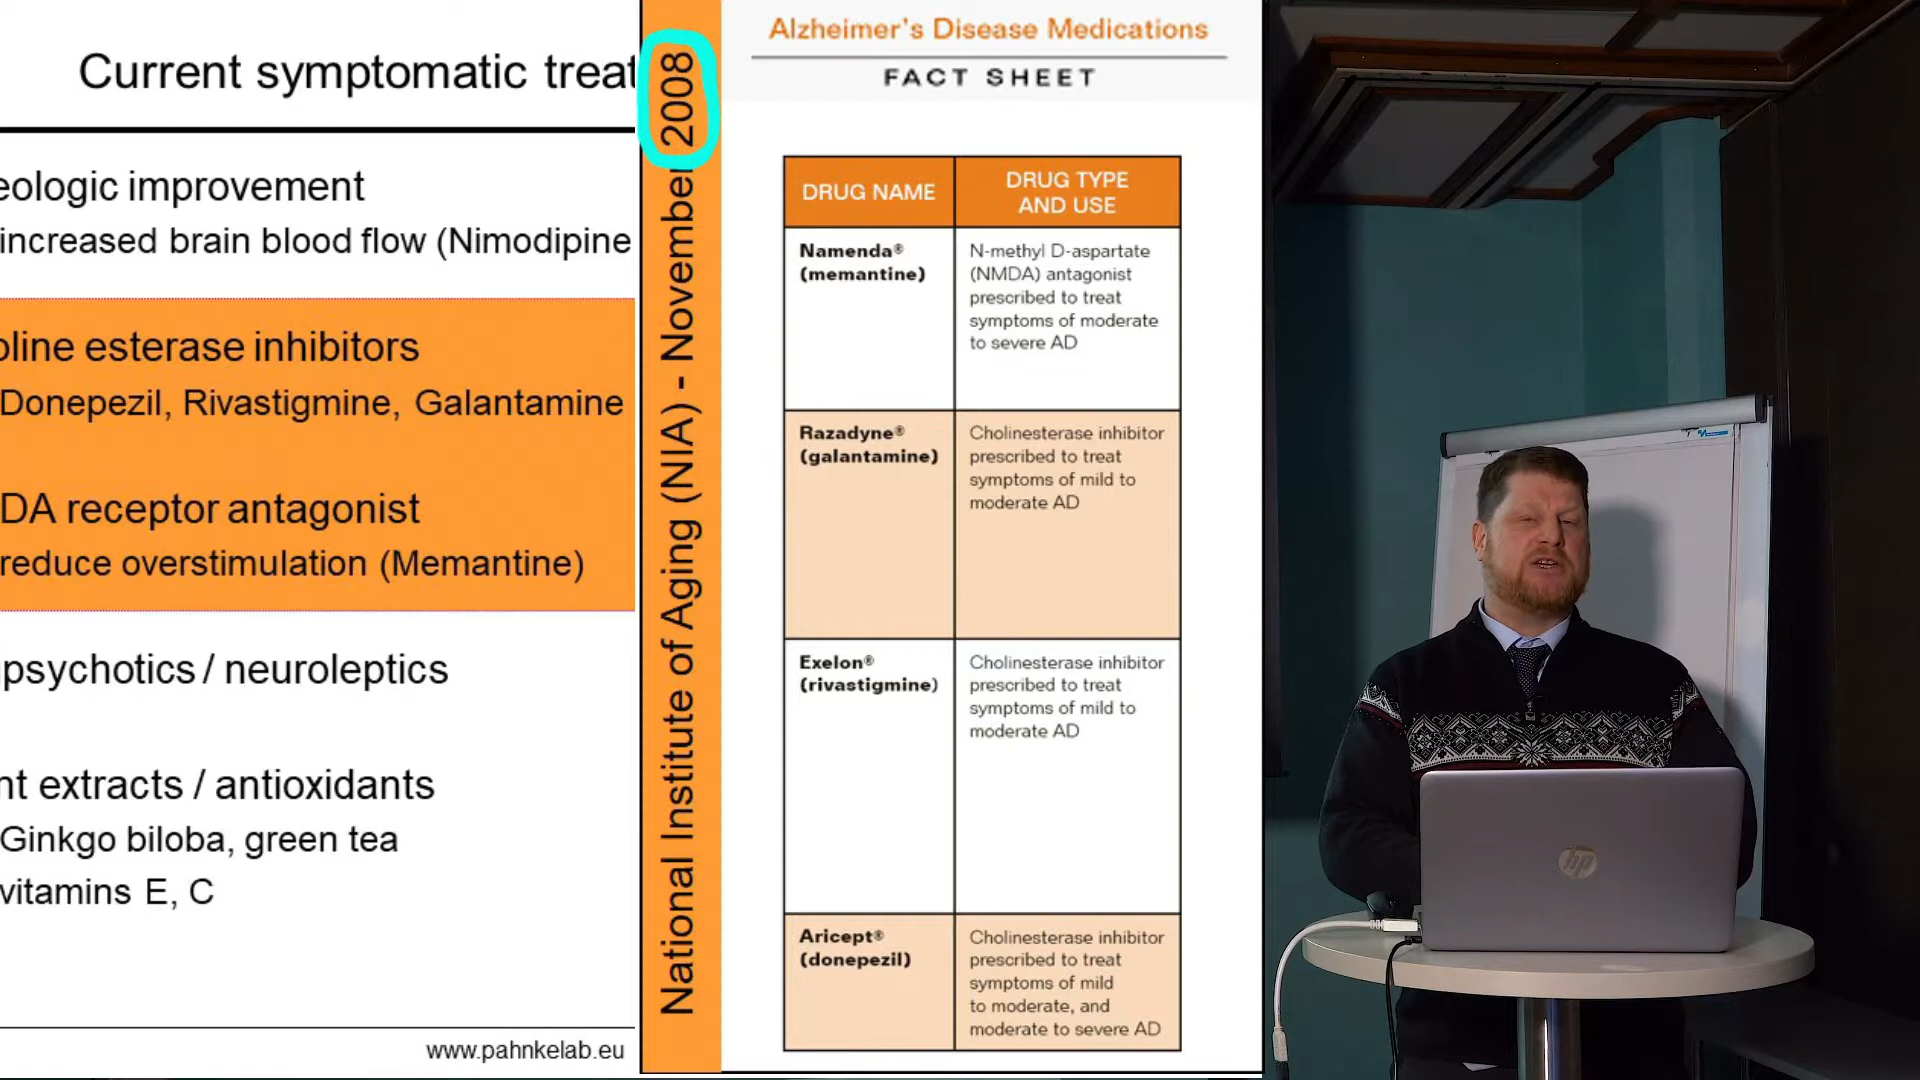 Current symptomatic treat
eologic improvement
increased brain blood flow (Nimodipine
oline esterase inhibitors
Donepezil, Rivastigmine, Galantamine
DA receptor antagonist
reduce overstimulation (Memantine)
ipsychotics / neuroleptics
nt extracts / antioxidants
Ginkgo biloba, green tea
vitamins E, C
www.pahnkelab.eu
National Institute of Aging (NIA) - November 2008
Alzheimer's Disease Medications
FACT SHEET
DRUG NAME
DRUG TYPE
AND USE
Namenda®
(memantine)
N-methyl D-aspartate
(NMDA) antagonist
prescribed to treat
symptoms of moderate
to severe AD
Razadyne®
(galantamine)
Cholinesterase inhibitor
prescribed to treat
symptoms of mild to
moderate AD
Exelon®
(rivastigmine)
Cholinesterase inhibitor
prescribed to treat
symptoms of mild to
moderate AD
Aricept®
(donepezil)
Cholinesterase inhibitor
prescribed to treat
symptoms of mild
to moderate, and
moderate to severe AD
hp